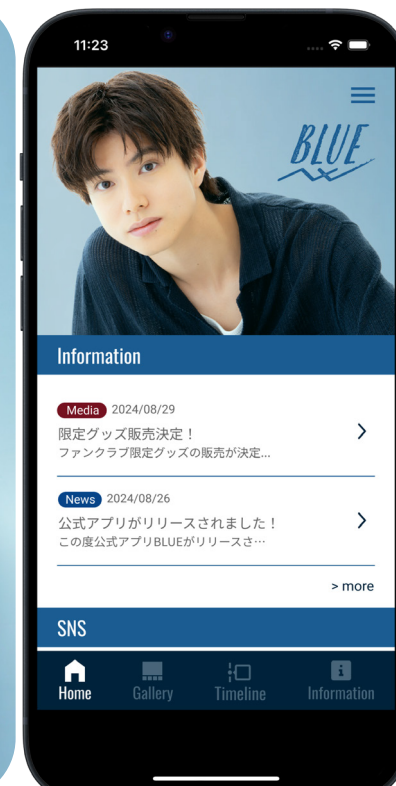 11:23
BLUE
Information
Media 2024/08/29
限定グッズ販売決定！
ファンクラブ限定グッズの販売が決定...
News 2024/08/26
公式アプリがリリースされました！
この度公式アプリBLUEがリリースさ…
> more
SNS
Home Gallery Timeline Information